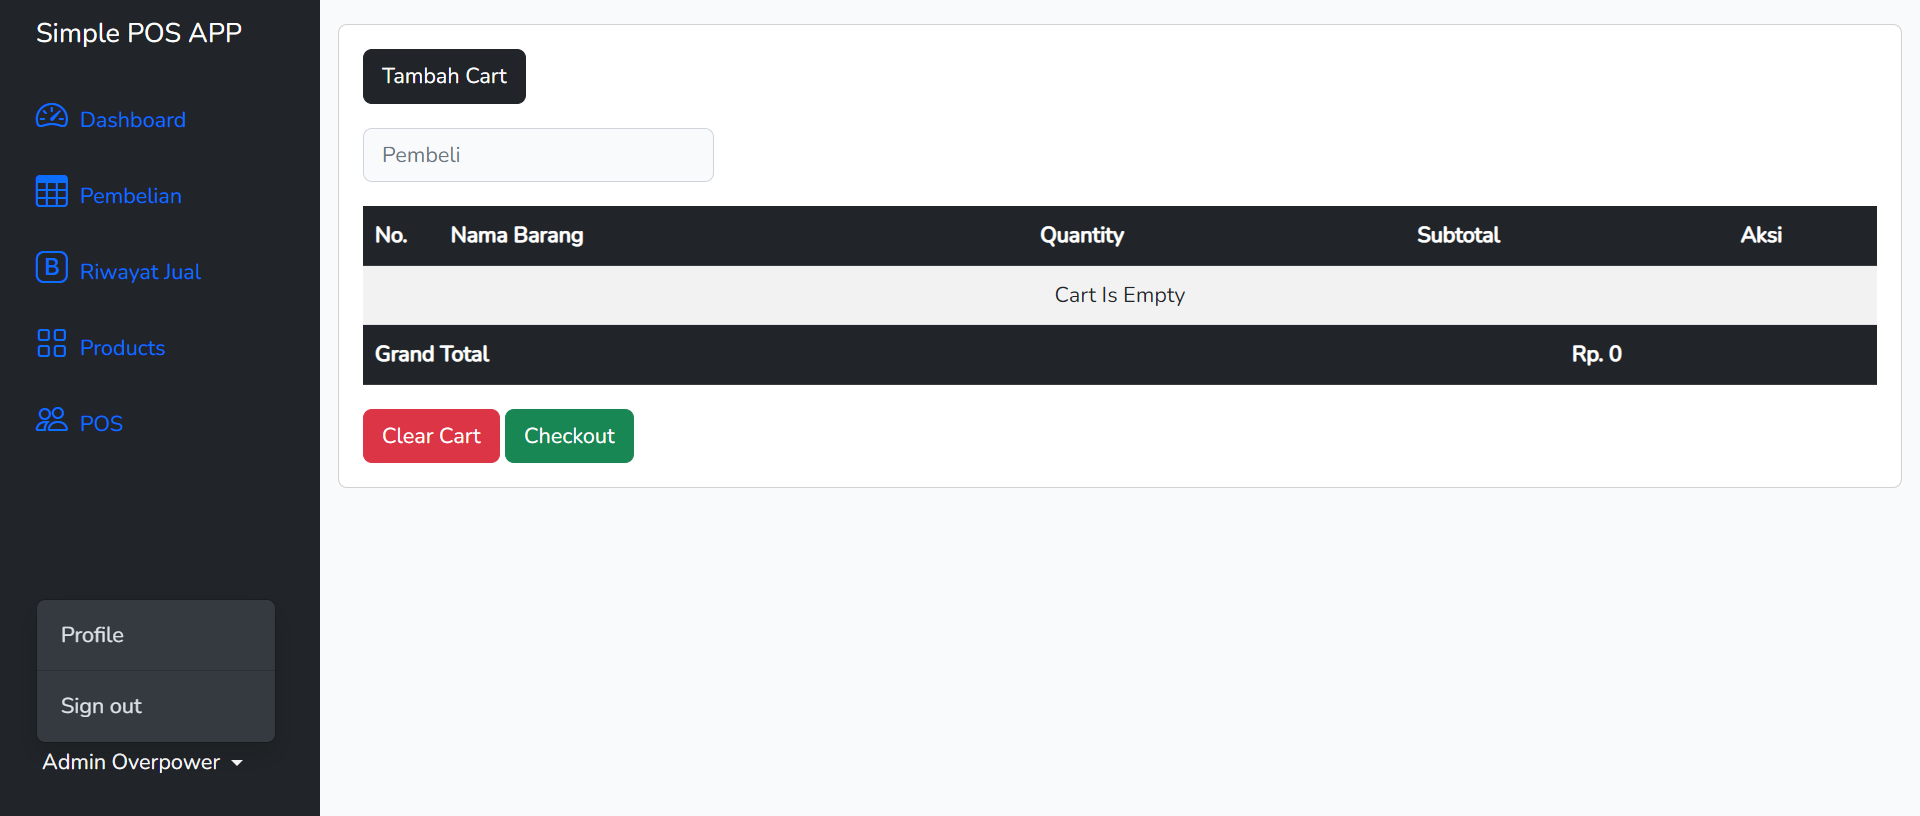 Simple POS APP
Dashboard
Pembelian
B Riwayat Jual
Products
POS
Profile
Sign out
Admin Overpower
Tambah Cart
Pembeli
No. Nama Barang Quantity Subtotal Aksi
Cart Is Empty
Grand Total Rp. 0
Clear Cart Checkout